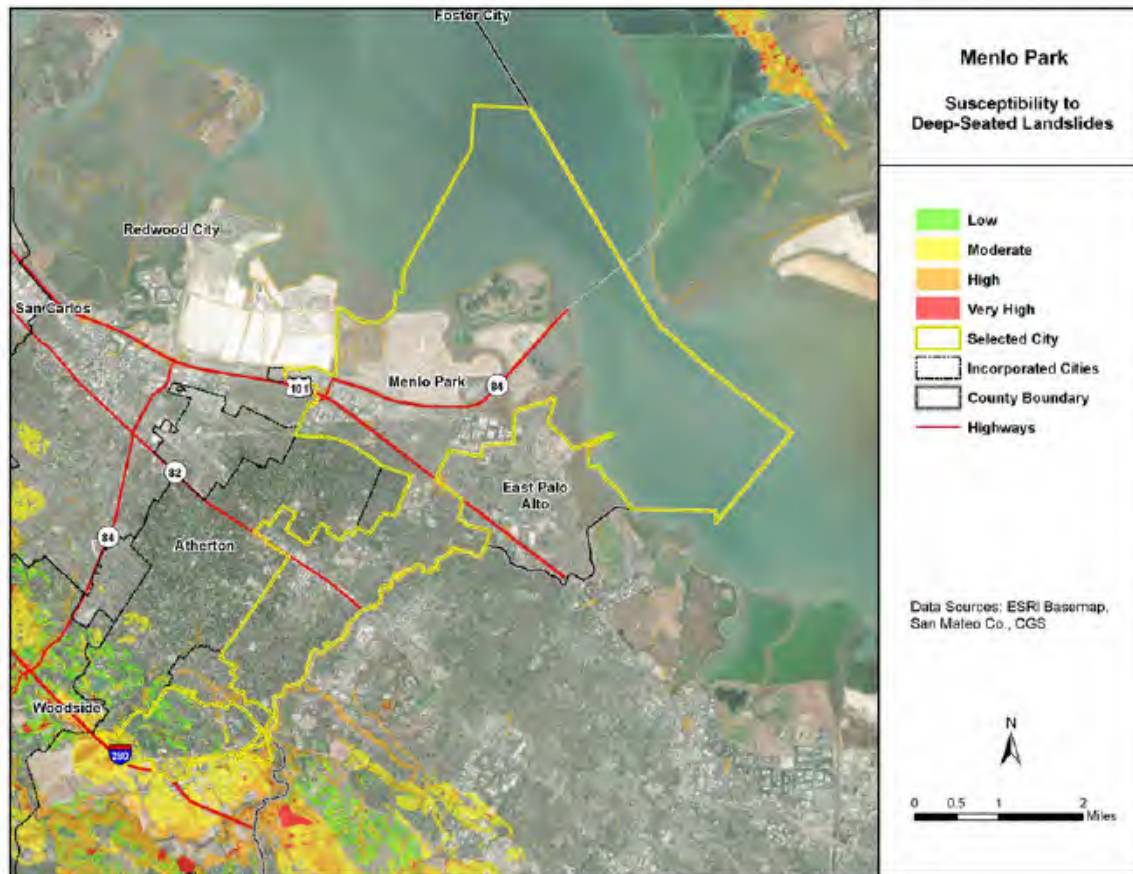 Foster City
Redwood City
San Carlos
101
Menlo Park
84
82
East Palo
Alto
84
Atherton
Woodside
280
Menlo Park
Susceptibility to
Deep-Seated Landslides
Low
Moderate
High
Very High
Selected City
Incorporated Cities
County Boundary
Highways
Data Sources: ESRI Basemap,
San Mateo Co., CGS
N
0 0.5 1 2
Miles